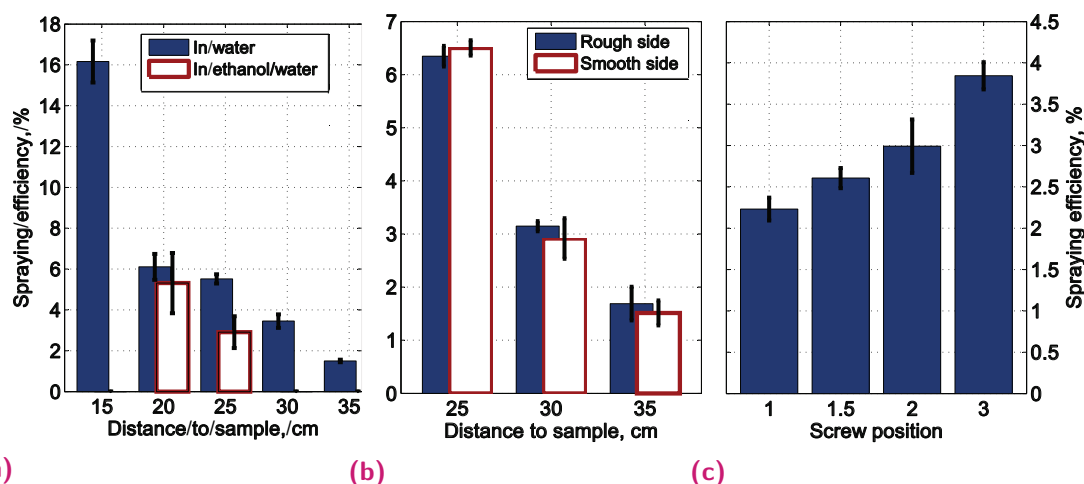 18
16
14
12
10
8
6
4
2
0
Spraying/efficiency,/%
In/water
In/ethanol/water
15 20 25 30 35
Distance/to/sample,/cm
7
6
5
4
3
2
1
0
Rough side
Smooth side
25 30 35
Distance to sample, cm
(b)
4.5
4
3.5
3
2.5
2
1.5
1
0.5
0
Spraying efficiency, %
1 1.5 2 3
Screw position
(c)